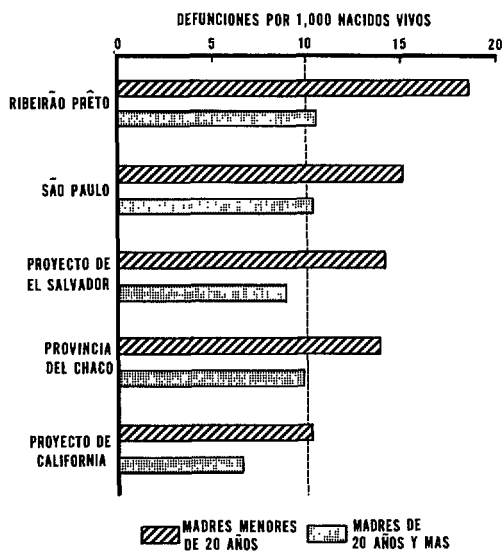 DEFUNCIONES POR 1,000 NACIDOS VIVOS
0 5 10 15 20
RIBEIRÃO PRÊTO
SÃO PAULO
PROYECTO DE
EL SALVADOR
PROVINCIA
DEL CHACO
PROYECTO DE
CALIFORNIA
MADRES MENORES
DE 20 AÑOS
MADRES DE
20 AÑOS Y MAS